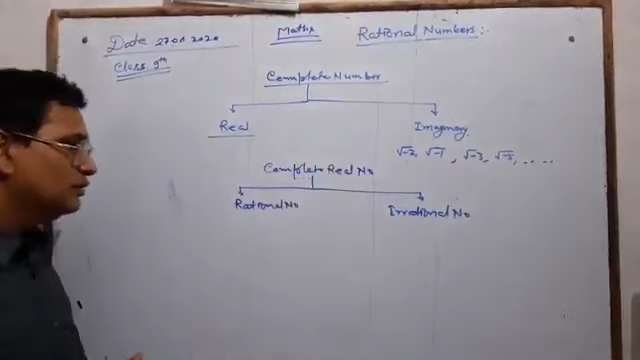 Date 27.01.2020 Maths Rational Numbers:-
Class. 9th
Complete Number
Real Imaginary
√-2, √-1, √-3, √-5, ....
Complete Real No
Rational No Irrational No